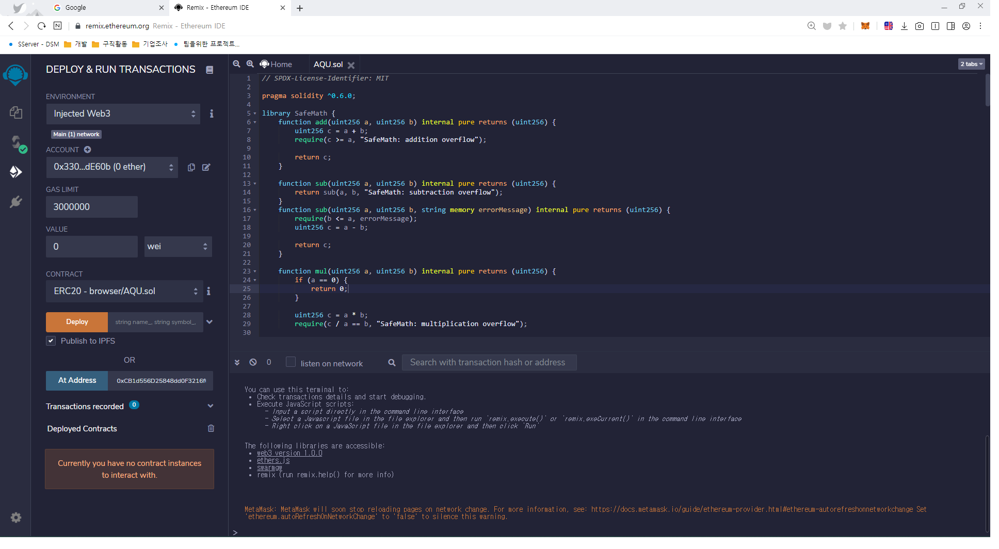 Google
Remix - Ethereum IDE
remix.ethereum.org Remix - Ethereum IDE
SServer - DSM 개발 구직활동 기업조사 팀을위한 프로젝트...
DEPLOY & RUN TRANSACTIONS
ENVIRONMENT
Injected Web3
Main (1) network
ACCOUNT
0x330...dE60b (0 ether)
GAS LIMIT
3000000
VALUE
0 wei
CONTRACT
ERC20 - browser/AQU.sol
Deploy string name_, string symbol_,
Publish to IPFS
OR
At Address 0xCB1d556D25848dd0F3216f
Transactions recorded 0
Deployed Contracts
Currently you have no contract instances
to interact with.
Home AQU.sol 2 tabs
1 // SPDX-License-Identifier: MIT
2
3 pragma solidity ^0.6.0;
4
5 library SafeMath {
6 function add(uint256 a, uint256 b) internal pure returns (uint256) {
7 uint256 c = a + b;
8 require(c >= a, "SafeMath: addition overflow");
9
10 return c;
11 }
12
13 function sub(uint256 a, uint256 b) internal pure returns (uint256) {
14 return sub(a, b, "SafeMath: subtraction overflow");
15 }
16 function sub(uint256 a, uint256 b, string memory errorMessage) internal pure returns (uint256) {
17 require(b <= a, errorMessage);
18 uint256 c = a - b;
19
20 return c;
21 }
22
23 function mul(uint256 a, uint256 b) internal pure returns (uint256) {
24 if (a == 0) {
25 return 0;
26 }
27
28 uint256 c = a * b;
29 require(c / a == b, "SafeMath: multiplication overflow");
30
0 listen on network Search with transaction hash or address
You can use this terminal to:
• Check transactions details and start debugging.
• Execute JavaScript scripts:
- Input a script directly in the command line interface
- Select a Javascript file in the file explorer and then run `remix.execute()` or `remix.exeCurrent()` in the command line interface
- Right click on a JavaScript file in the file explorer and then click `Run`
The following libraries are accessible:
• web3 version 1.0.0
• ethers.js
• swarmgw
• remix (run remix.help() for more info)
MetaMask: MetaMask will soon stop reloading pages on network change. For more information, see: https://docs.metamask.io/guide/ethereum-provider.html#ethereum-autorefreshonnetworkchange Set
'ethereum.autoRefreshOnNetworkChange' to 'false' to silence this warning.
>